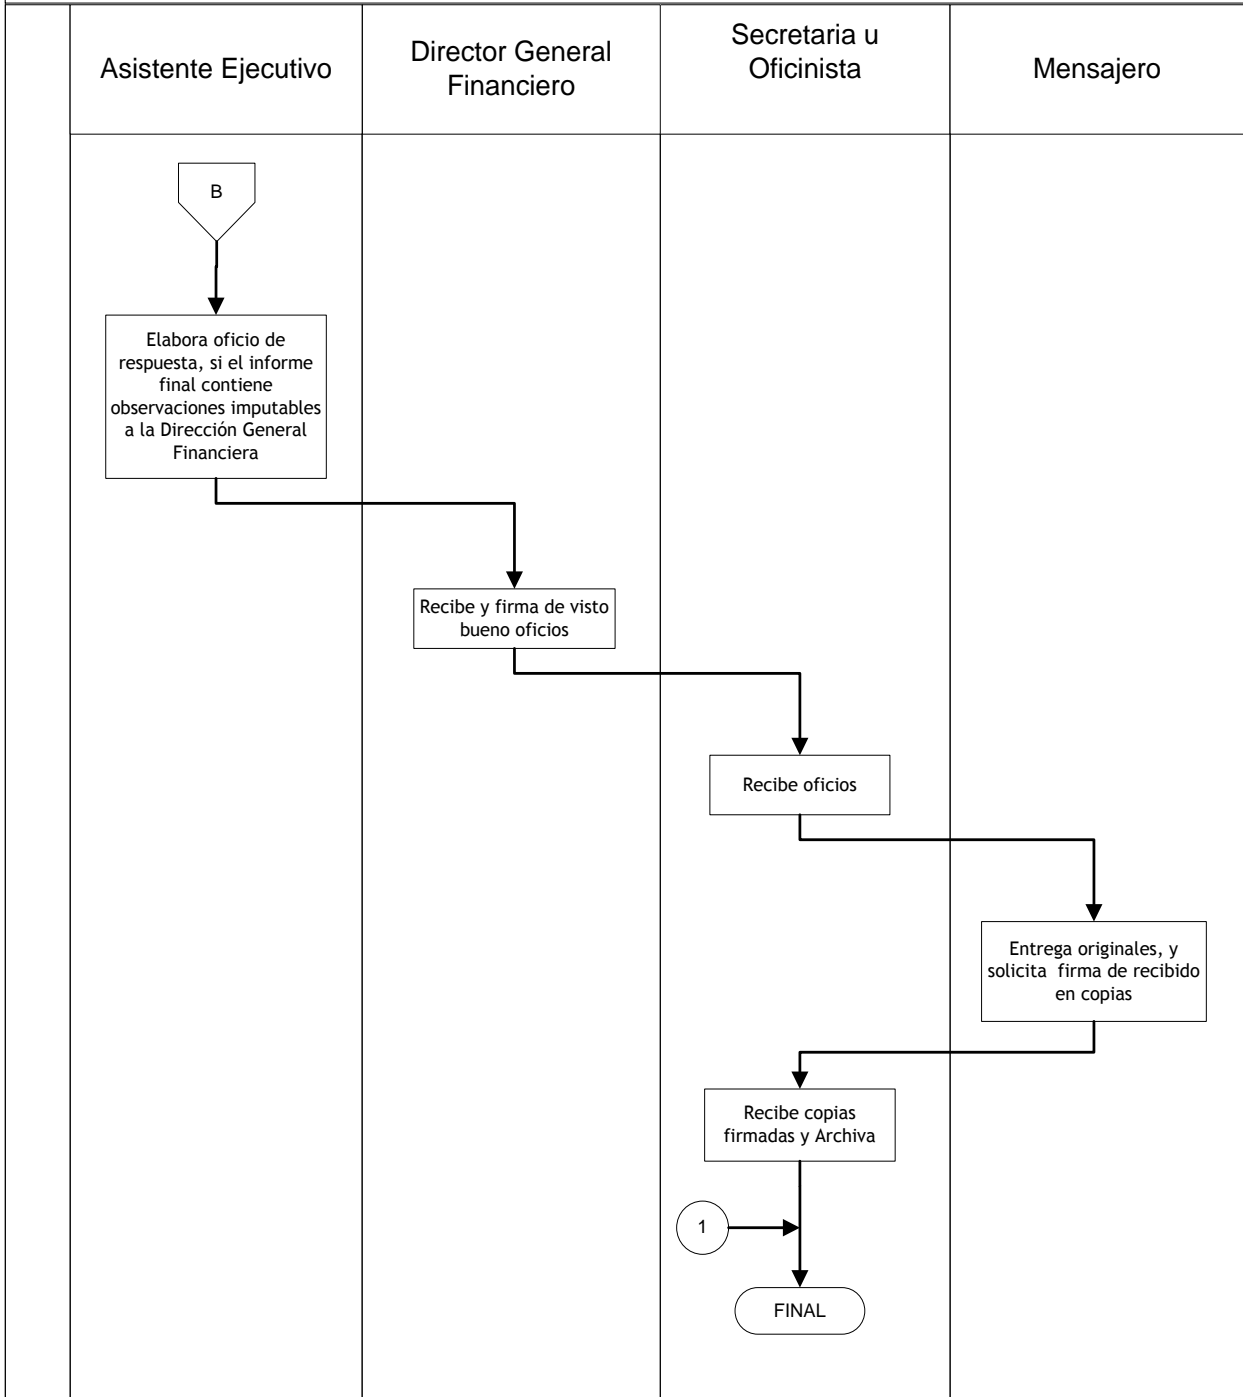 Asistente Ejecutivo
Director General
Financiero
Secretaria u
Oficinista
Mensajero
B
Elabora oficio de
respuesta, si el informe
final contiene
observaciones imputables
a la Dirección General
Financiera
Recibe y firma de visto
bueno oficios
Recibe oficios
Entrega originales, y
solicita firma de recibido
en copias
Recibe copias
firmadas y Archiva
1
FINAL